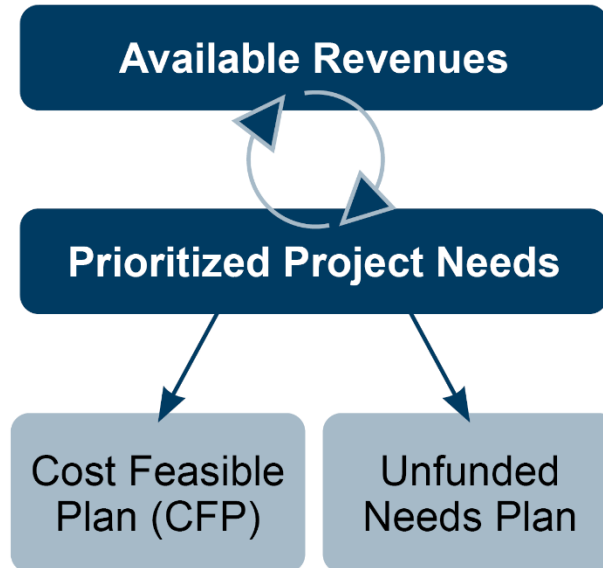 Available Revenues
Prioritized Project Needs
Cost Feasible
Plan (CFP)
Unfunded
Needs Plan